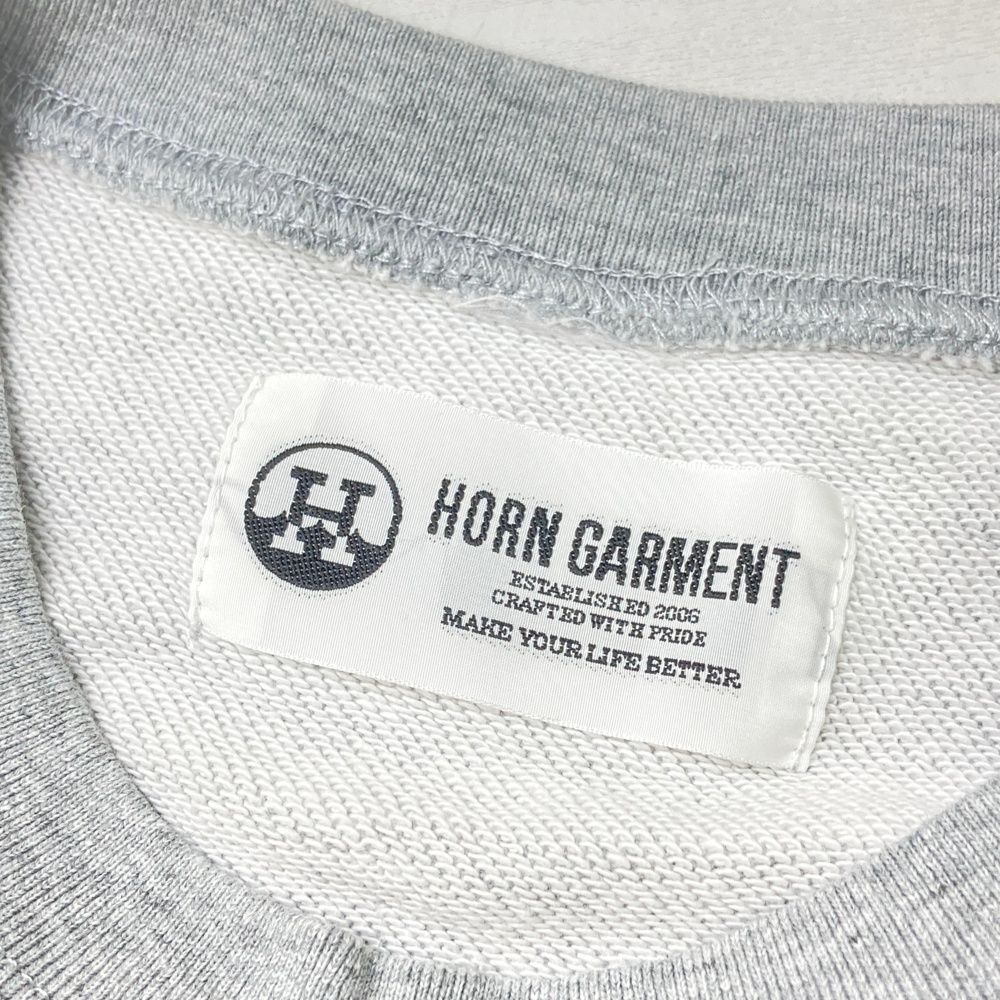 H
HORN GARMENT
ESTABLISHED 2006
CRAFTED WITH PRIDE
MAKE YOUR LIFE BETTER